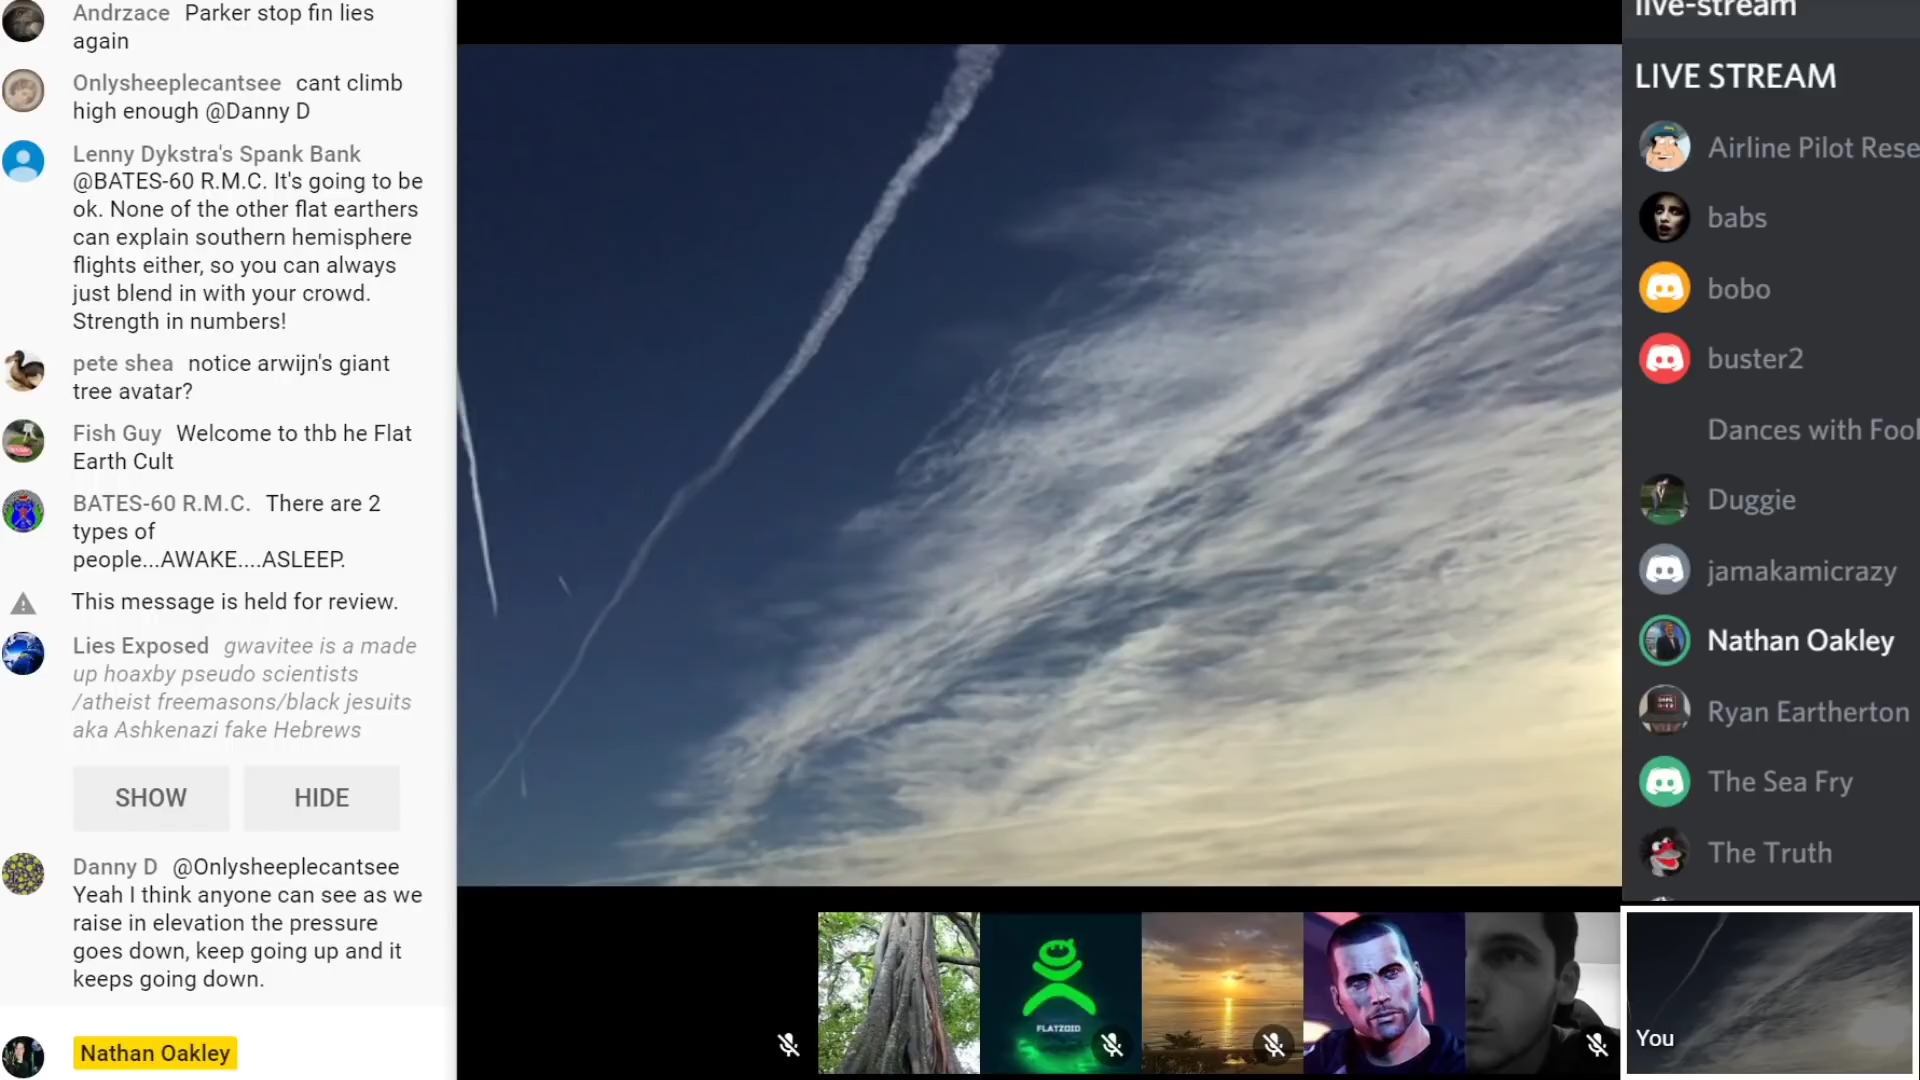 Andrzace Parker stop fin lies
again
Onlysheeplecantsee cant climb
high enough @Danny D
Lenny Dykstra's Spank Bank
@BATES-60 R.M.C. It's going to be
ok. None of the other flat earthers
can explain southern hemisphere
flights either, so you can always
just blend in with your crowd.
Strength in numbers!
pete shea notice arwijn's giant
tree avatar?
Fish Guy Welcome to thb he Flat
Earth Cult
BATES-60 R.M.C. There are 2
types of
people...AWAKE....ASLEEP.
This message is held for review.
Lies Exposed gwavitee is a made
up hoaxby pseudo scientists
/atheist freemasons/black jesuits
aka Ashkenazi fake Hebrews
SHOW HIDE
Danny D @Onlysheeplecantsee
Yeah I think anyone can see as we
raise in elevation the pressure
goes down, keep going up and it
keeps going down.
Nathan Oakley
FLATZOID
live-stream
LIVE STREAM
Airline Pilot Rese
babs
bobo
buster2
Dances with Fool
Duggie
jamakamicrazy
Nathan Oakley
Ryan Eartherton
The Sea Fry
The Truth
You